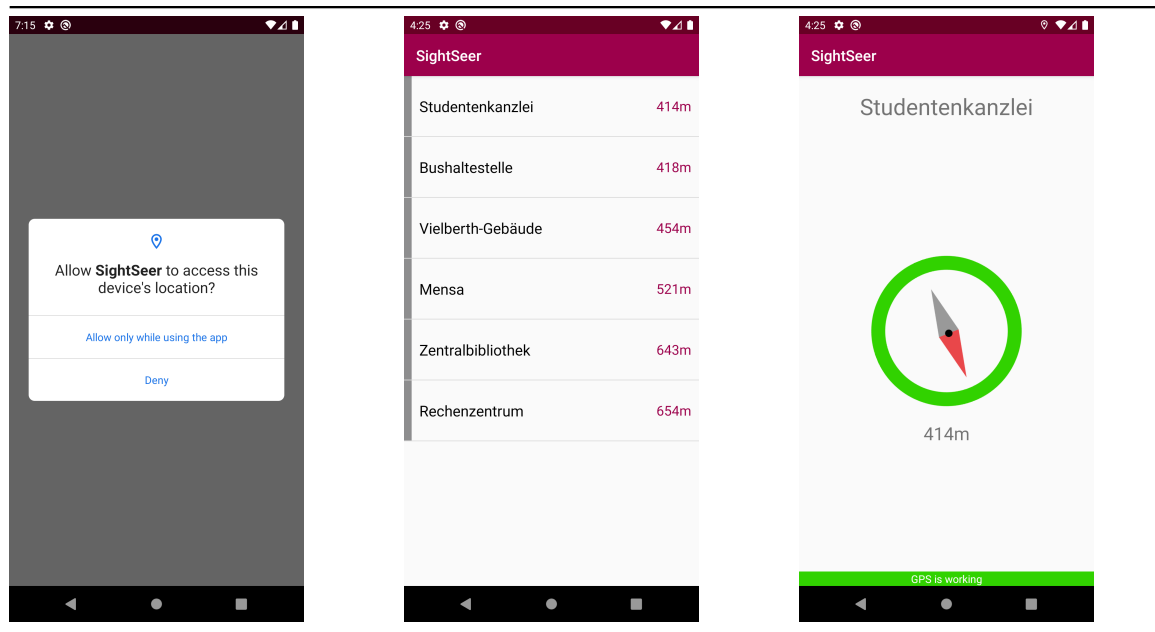 7:15
Allow SightSeer to access this
device's location?
Allow only while using the app
Deny
4:25
SightSeer
Studentenkanzlei 414m
Bushaltestelle 418m
Vielberth-Gebäude 454m
Mensa 521m
Zentralbibliothek 643m
Rechenzentrum 654m
4:25
SightSeer
Studentenkanzlei
414m
GPS is working